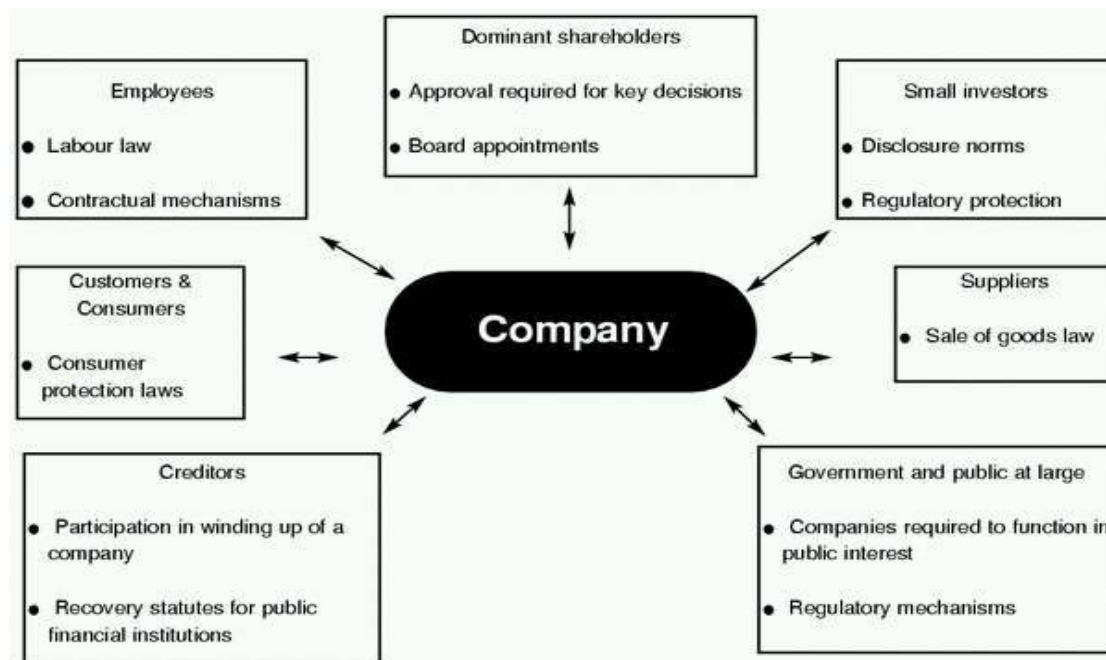 Dominant shareholders
• Approval required for key decisions
• Board appointments
Employees
• Labour law
• Contractual mechanisms
Small investors
• Disclosure norms
• Regulatory protection
Customers &
Consumers
• Consumer
protection laws
Company
Suppliers
• Sale of goods law
Creditors
• Participation in winding up of a
company
• Recovery statutes for public
financial institutions
Government and public at large
• Companies required to function in
public interest
• Regulatory mechanisms